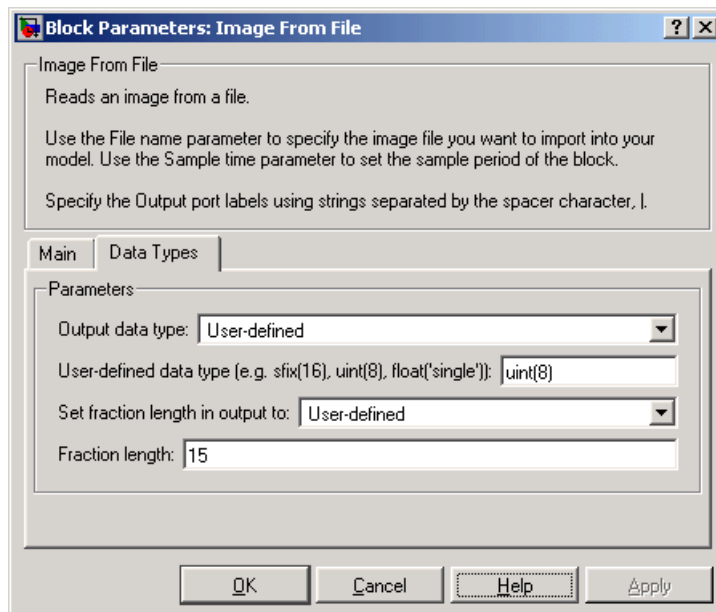 Block Parameters: Image From File
Image From File
Reads an image from a file.
Use the File name parameter to specify the image file you want to import into your
model. Use the Sample time parameter to set the sample period of the block.
Specify the Output port labels using strings separated by the spacer character, |.
Main Data Types
Parameters
Output data type: User-defined
User-defined data type (e.g. sfix(16), uint(8), float('single')): uint(8)
Set fraction length in output to: User-defined
Fraction length: 15
OK Cancel Help Apply